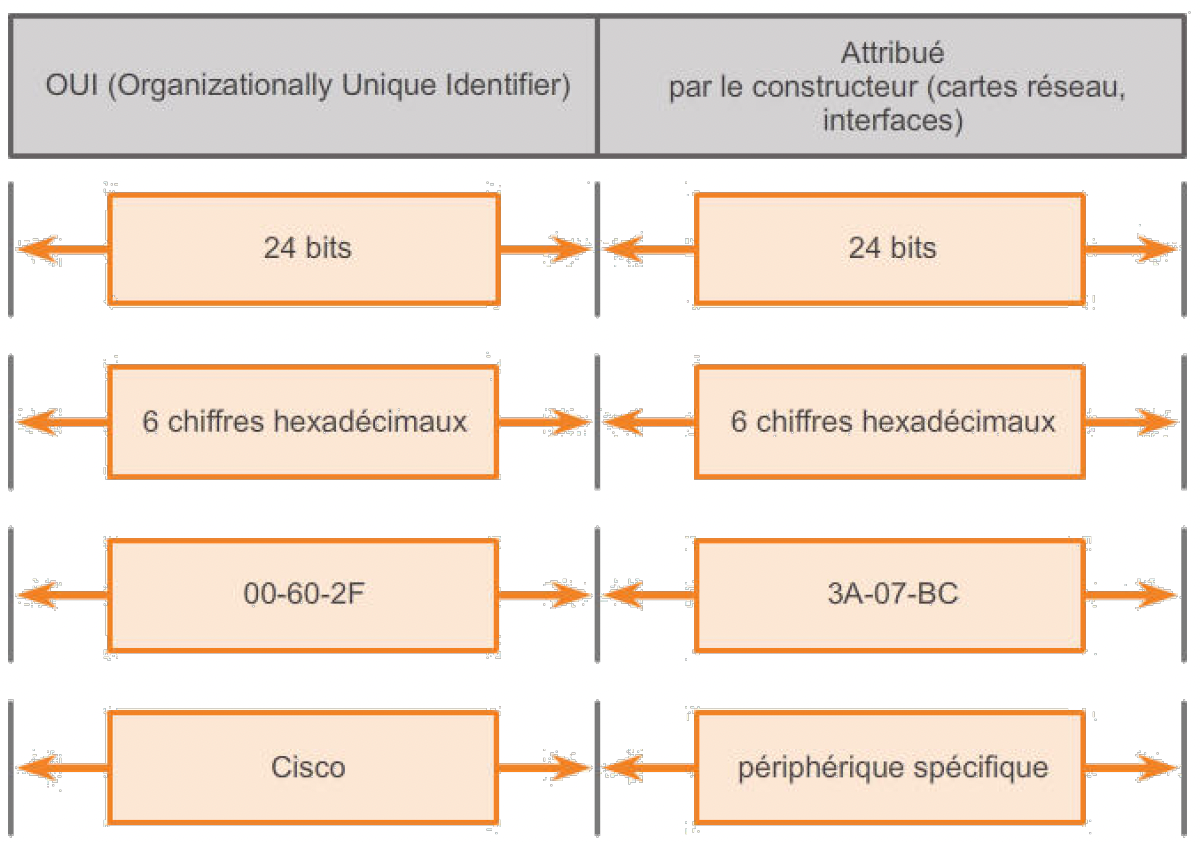 OUI (Organizationally Unique Identifier)
Attribué
par le constructeur (cartes réseau,
interfaces)
24 bits
24 bits
6 chiffres hexadécimaux
6 chiffres hexadécimaux
00-60-2F
3A-07-BC
Cisco
périphérique spécifique